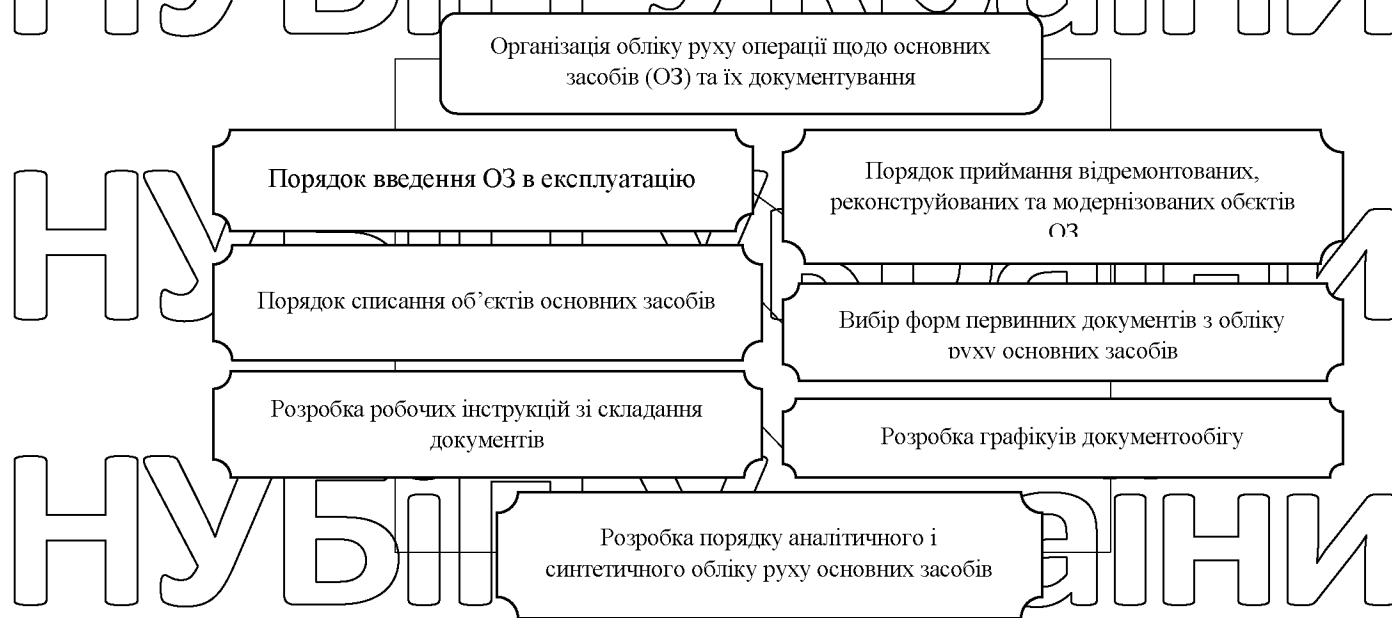 Організація обліку руху операції щодо основних
засобів (ОЗ) та їх документування
Порядок введення ОЗ в експлуатацію
Порядок приймання відремонтованих,
реконструйованих та модернізованих обєктів
ОЗ
Порядок списання об’єктів основних засобів
Вибір форм первинних документів з обліку
руху основних засобів
Розробка робочих інструкцій зі складання
документів
Розробка графікуів документообігу
Розробка порядку аналітичного і
синтетичного обліку руху основних засобів